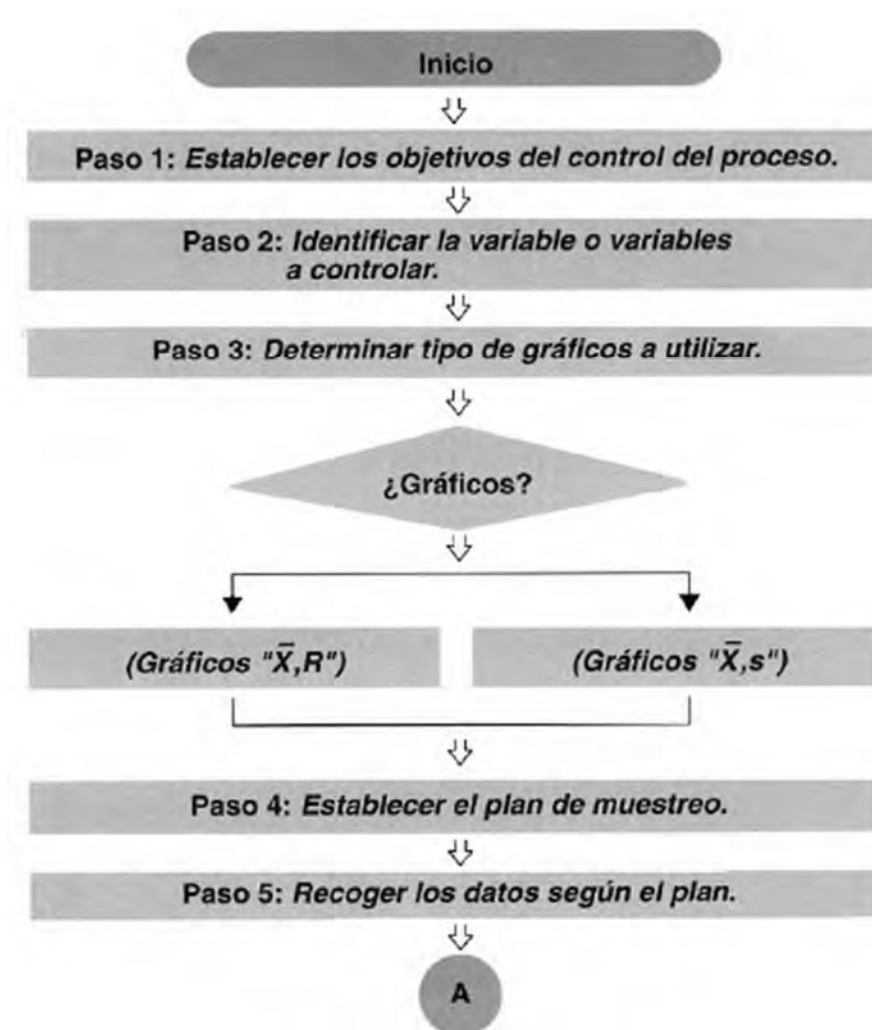 Inicio
Paso 1: Establecer los objetivos del control del proceso.
Paso 2: Identificar la variable o variables
a controlar.
Paso 3: Determinar tipo de gráficos a utilizar.
¿Gráficos?
(Gráficos "X̅,R")
(Gráficos "X̅,s")
Paso 4: Establecer el plan de muestreo.
Paso 5: Recoger los datos según el plan.
A